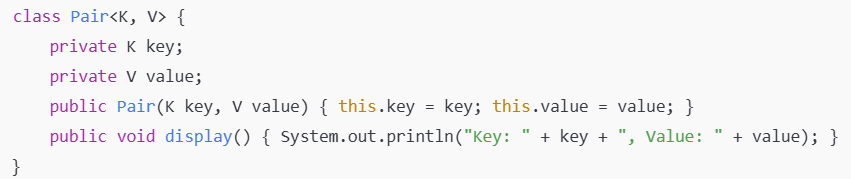 class Pair<K, V> {
    private K key;
    private V value;
    public Pair(K key, V value) { this.key = key; this.value = value; }
    public void display() { System.out.println("Key: " + key + ", Value: " + value); }
}